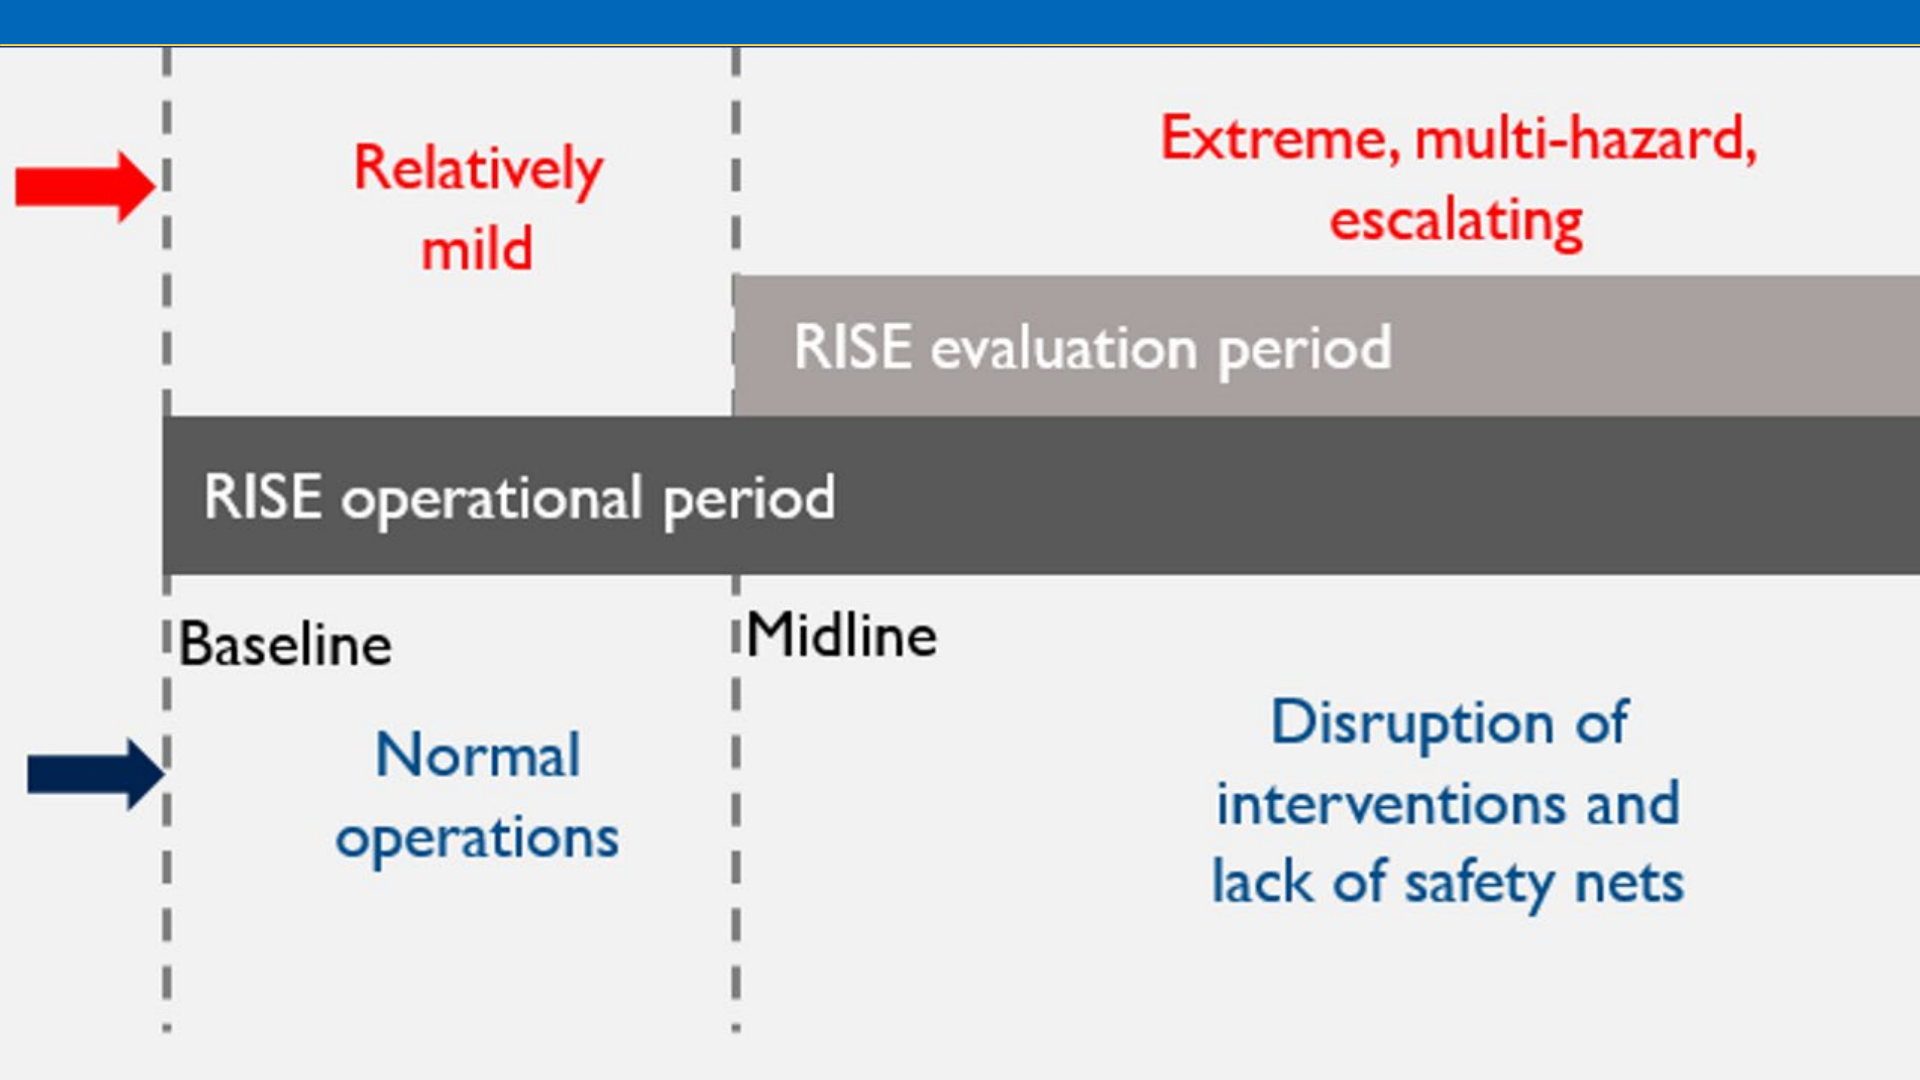 Relatively
mild
Extreme, multi-hazard,
escalating
RISE evaluation period
RISE operational period
Baseline
Midline
Normal
operations
Disruption of
interventions and
lack of safety nets